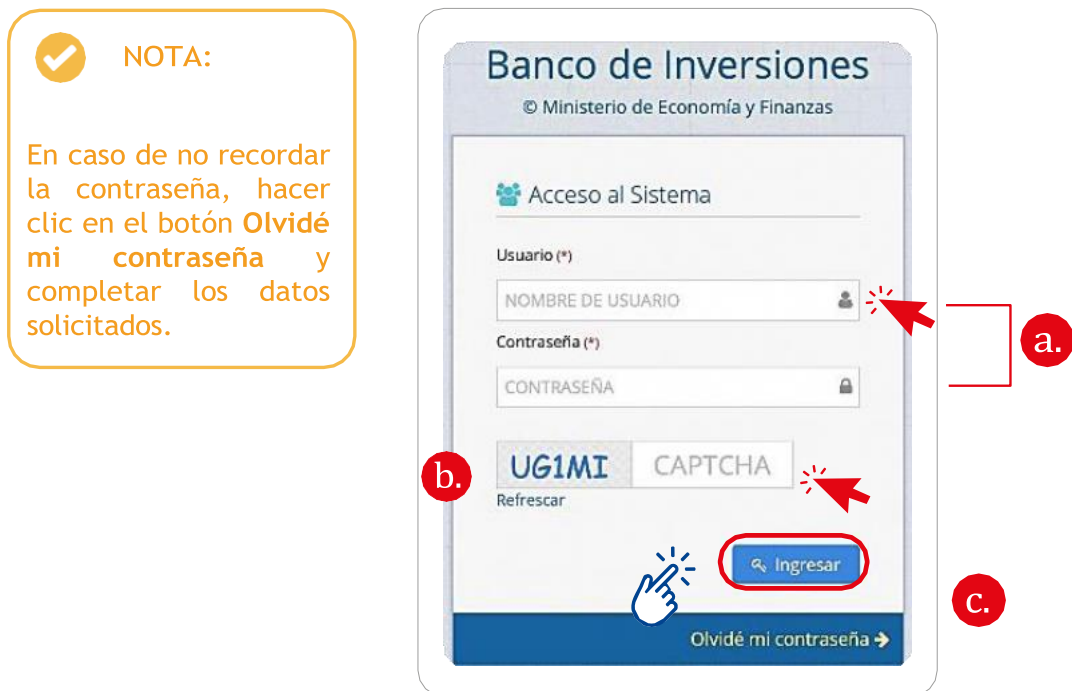 NOTA:
En caso de no recordar
la contraseña, hacer
clic en el botón Olvidé
mi contraseña y
completar los datos
solicitados.
Banco de Inversiones
© Ministerio de Economía y Finanzas
Acceso al Sistema
Usuario (*)
NOMBRE DE USUARIO
a.
Contraseña (*)
CONTRASEÑA
b.
UG1MI CAPTCHA
Refrescar
Ingresar
c.
Olvidé mi contraseña